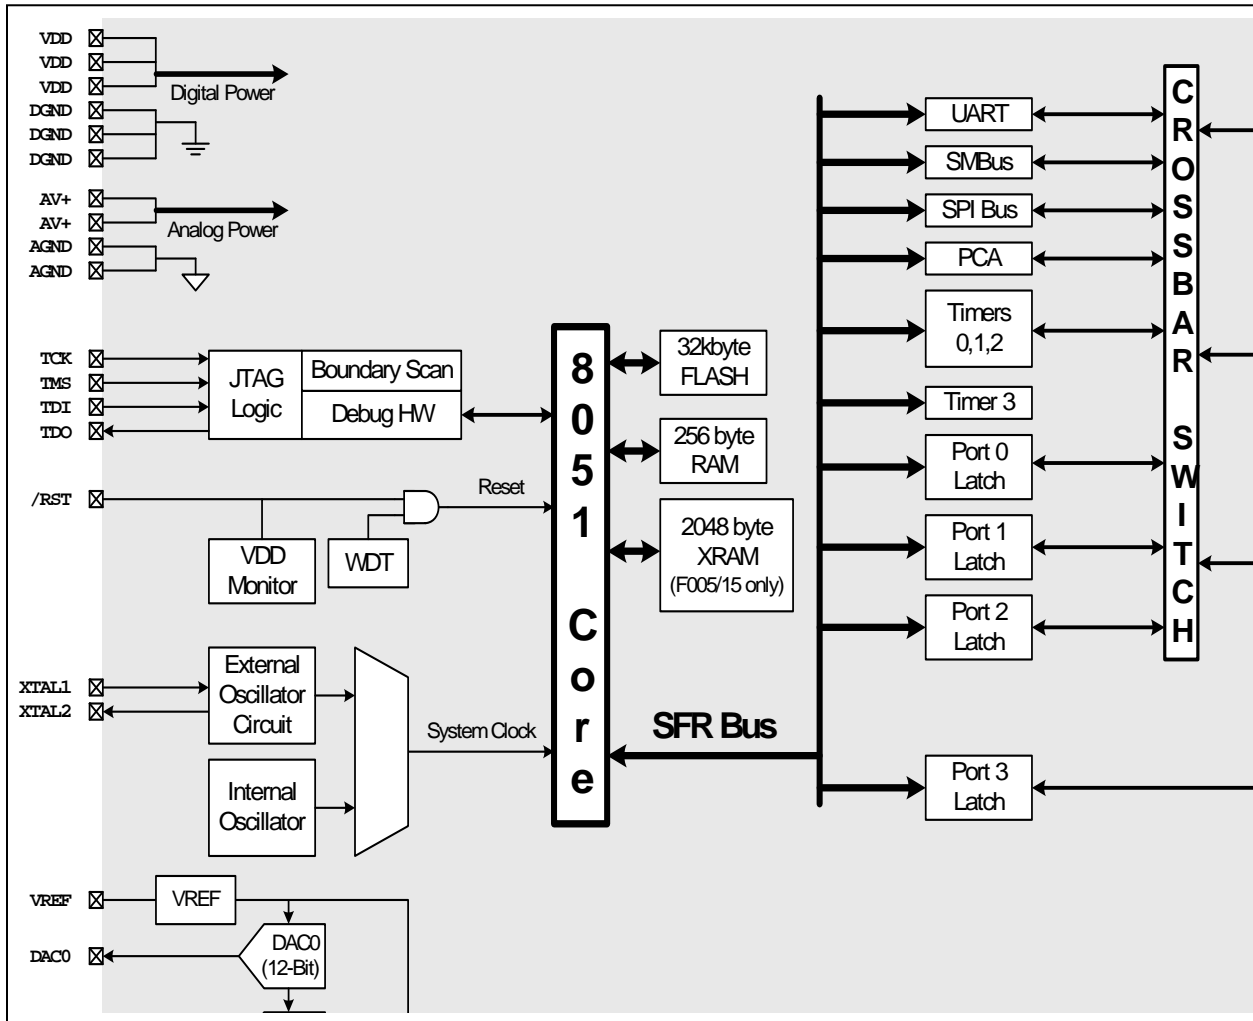 VDD
VDD
VDD
Digital Power
DGND
DGND
DGND
AV+
AV+
Analog Power
AGND
AGND
TCK
TMS
TDI
TDO
JTAG
Logic
Boundary Scan
Debug HW
/RST
Reset
VDD
Monitor
WDT
XTAL1
XTAL2
External
Oscillator
Circuit
Internal
Oscillator
System Clock
VREF
VREF
DAC0
DAC0
(12-Bit)
8051 Core
32kbyte
FLASH
256 byte
RAM
2048 byte
XRAM
(F005/15 only)
SFR Bus
UART
SMBus
SPI Bus
PCA
Timers
0,1,2
Timer 3
Port 0
Latch
Port 1
Latch
Port 2
Latch
Port 3
Latch
CROSSBAR SWITCH